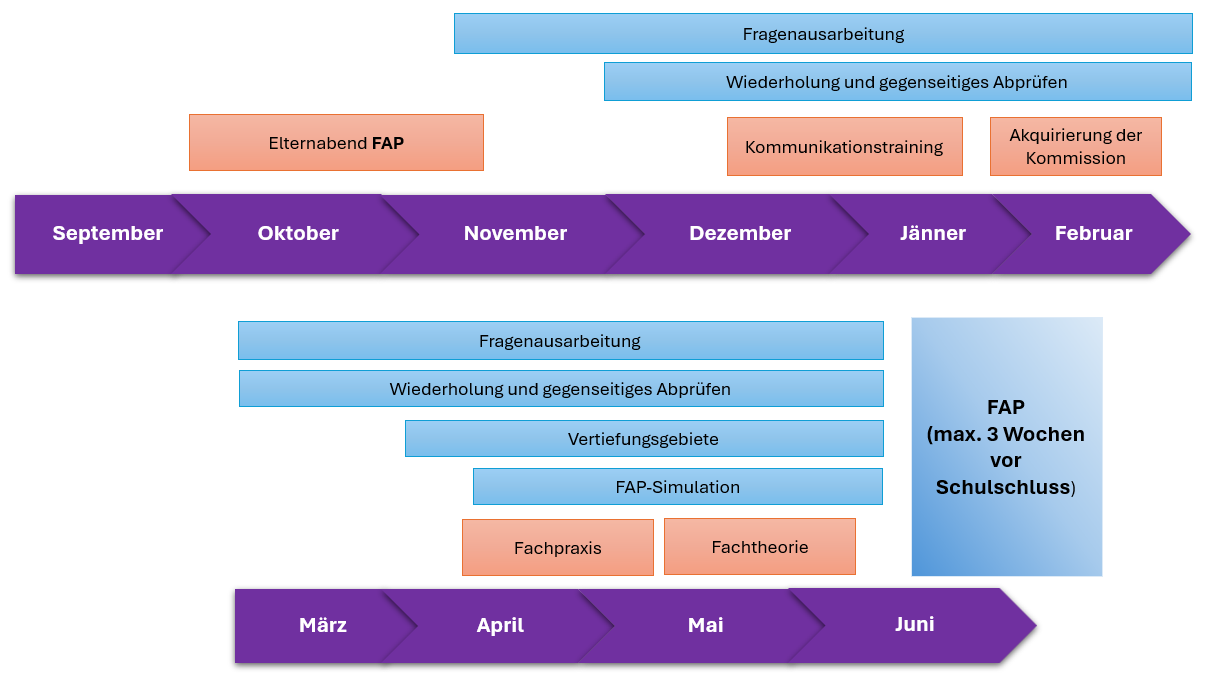 Fragenausarbeitung
Wiederholung und gegenseitiges Abprüfen
Elternabend FAP
Kommunikationstraining
Akquirierung der
Kommission
September
Oktober
November
Dezember
Jänner
Februar
Fragenausarbeitung
Wiederholung und gegenseitiges Abprüfen
Vertiefungsgebiete
FAP-Simulation
Fachpraxis
Fachtheorie
FAP
(max. 3 Wochen
vor
Schulschluss)
März
April
Mai
Juni